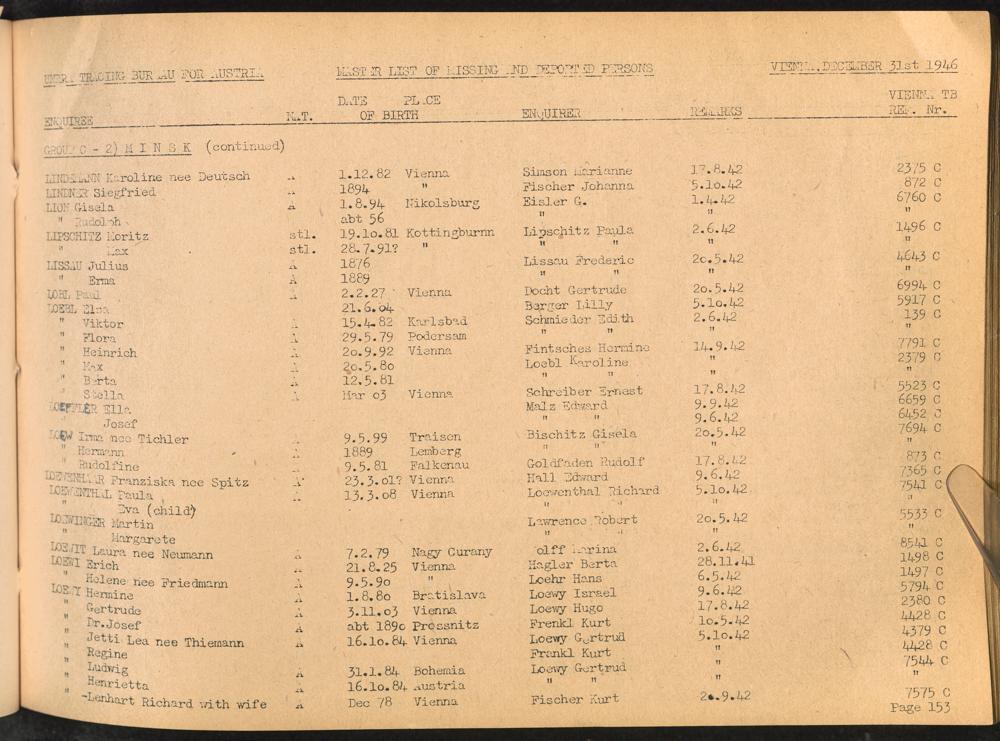 UNRRA TRACING BUREAU FOR AUSTRIA MASTER LIST OF MISSING AND DEPORTED PERSONS VIENNA, DECEMBER 31st 1946
DATE PLACE VIENNA TB
ENQUIREE NAT. OF BIRTH ENQUIRER REMARKS REF. Nr.
GROUP C - 2) M I N S K (continued)
LINDEMANN Karoline nee Deutsch A 1.12.82 Vienna Simson Marianne 17.8.42 2375 C
LINDNER Siegfried A 1894 " Fischer Johanna 5.10.42 872 C
LION Gisela A 1.8.94 Nikolsburg Eisler G. 1.4.42 6760 C
" Rudolph abt 56 " " "
LIPSCHITZ Moritz stl. 19.10.81 Kottingburnn Lipschitz Paula 2.6.42 1496 C
" Max stl. 28.7.91? " " " " "
LISSAU Julius A 1876 Lissau Frederic 20.5.42 4643 C
" Erma A 1889 " " " "
LOBL Paul A 2.2.27 Vienna Docht Gertrude 20.5.42 6994 C
LOEBL Elsa 21.6.04 Berger Lilly 5.10.42 5917 C
" Viktor A 15.4.82 Karlsbad Schmieder Edith 2.6.42 139 C
" Flora A 29.5.79 Podersam " " " "
" Heinrich A 20.9.92 Vienna Fintsches Hermine 14.9.42 7791 C
" Max A 20.5.80 Loebl Karoline " 2379 C
" Berta A 12.5.81 " " " "
" Stella A Mar 03 Vienna Schreiber Ernest 17.8.42 5523 C
LOEFFLER Ella Malz Edward 9.9.42 6659 C
" Josef " " 9.6.42 6452 C
LOEW Irma nee Tichler A 9.5.99 Traisen Bischitz Gisela 20.5.42 7694 C
" Hermann A 1889 Lemberg " " " "
" Rudolfine A 9.5.81 Falkenau Goldfaden Rudolf 17.8.42 873 C
LOEWENHAAR Franziska nee Spitz A 23.3.01? Vienna Hall Edward 9.6.42 7365 C
LOEWENTHAL Paula A 13.3.08 Vienna Loewenthal Richard 5.10.42 7541 C
" Eva (child) " " " "
LOEWINGER Martin Lawrence Robert 20.5.42 5533 C
" Margarete " " " "
LOEWIT Laura nee Neumann A 7.2.79 Nagy Curany olff Marina 2.6.42 8541 C
LOEWI Erich A 21.8.25 Vienna Hagler Berta 28.11.41 1498 C
" Helene nee Friedmann A 9.5.90 " Loehr Hans 6.5.42 1497 C
LOEWY Hermine A 1.8.80 Bratislava Loewy Israel 9.6.42 5794 C
" Gertrude A 3.11.03 Vienna Loewy Hugo 17.8.42 2380 C
" Dr.Josef A abt 1890 Prossnitz Frenkl Kurt 10.5.42 4428 C
" Jetti Lea nee Thiemann A 16.10.84 Vienna Loewy Gertrud 5.10.42 4379 C
" Regine Frankl Kurt " 4428 C
" Ludwig A 31.1.84 Bohemia Loewy Gertrud " 7544 C
" Henrietta A 16.10.84 Austria " " " "
" -Lenhart Richard with wife A Dec 78 Vienna Fischer Kurt 2 .9.42 7575 C
Page 153